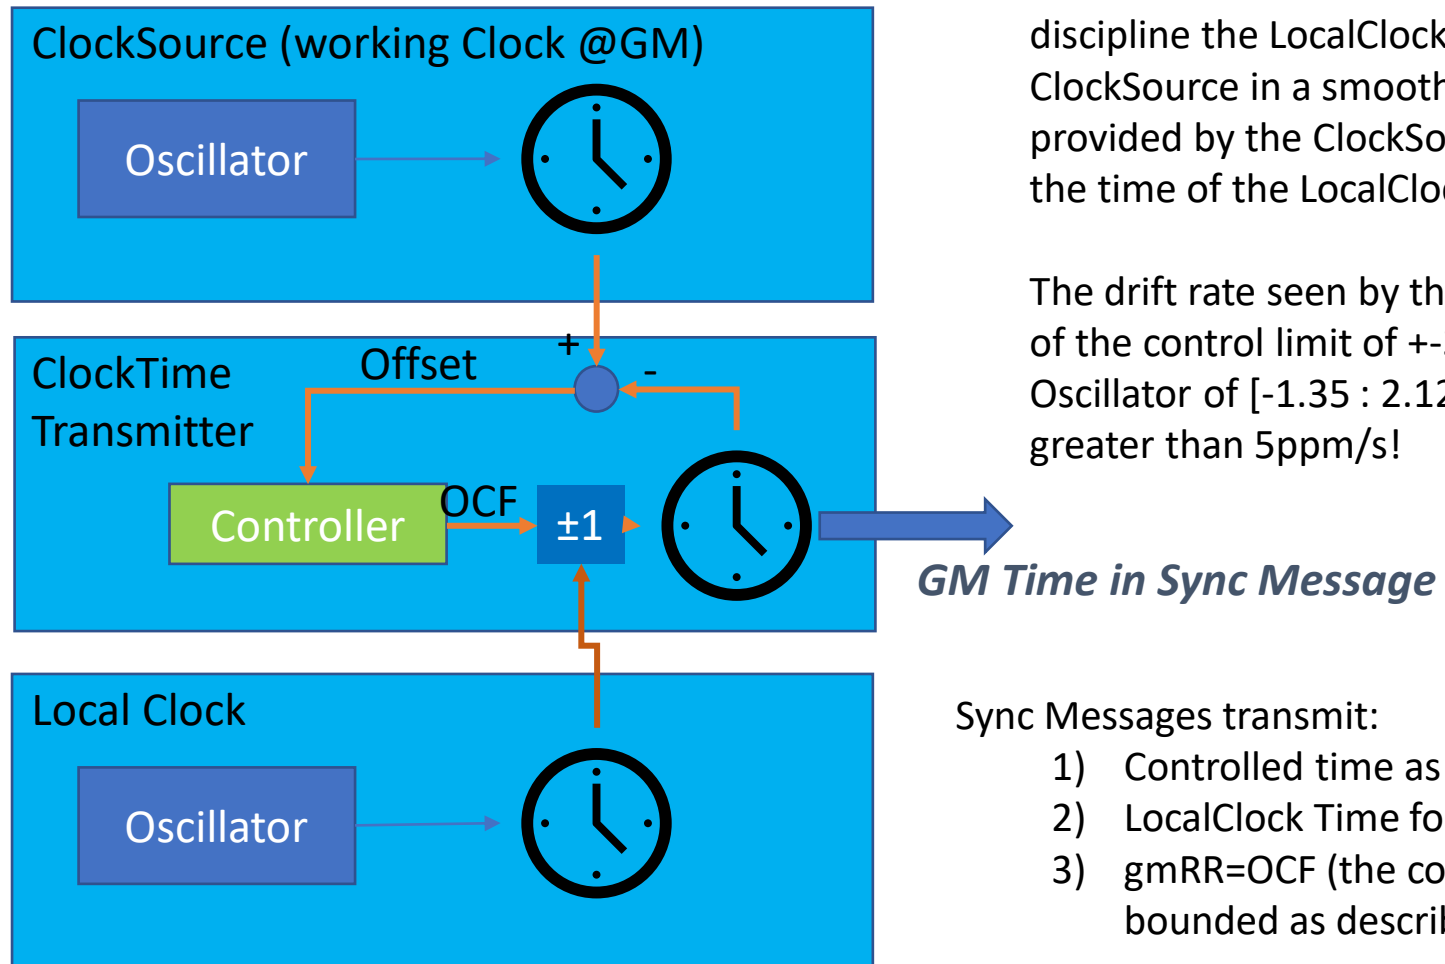 ClockSource (working Clock @GM)
Oscillator
ClockTime
Transmitter
Offset
+
-
Controller
OCF
±1
GM Time in Sync Message
Local Clock
Oscillator
discipline the LocalClock
ClockSource in a smooth
provided by the ClockSo
the time of the LocalClo
The drift rate seen by th
of the control limit of +-
Oscillator of [-1.35 : 2.12
greater than 5ppm/s!
Sync Messages transmit:
1) Controlled time as
2) LocalClock Time fo
3) gmRR=OCF (the co
bounded as describ